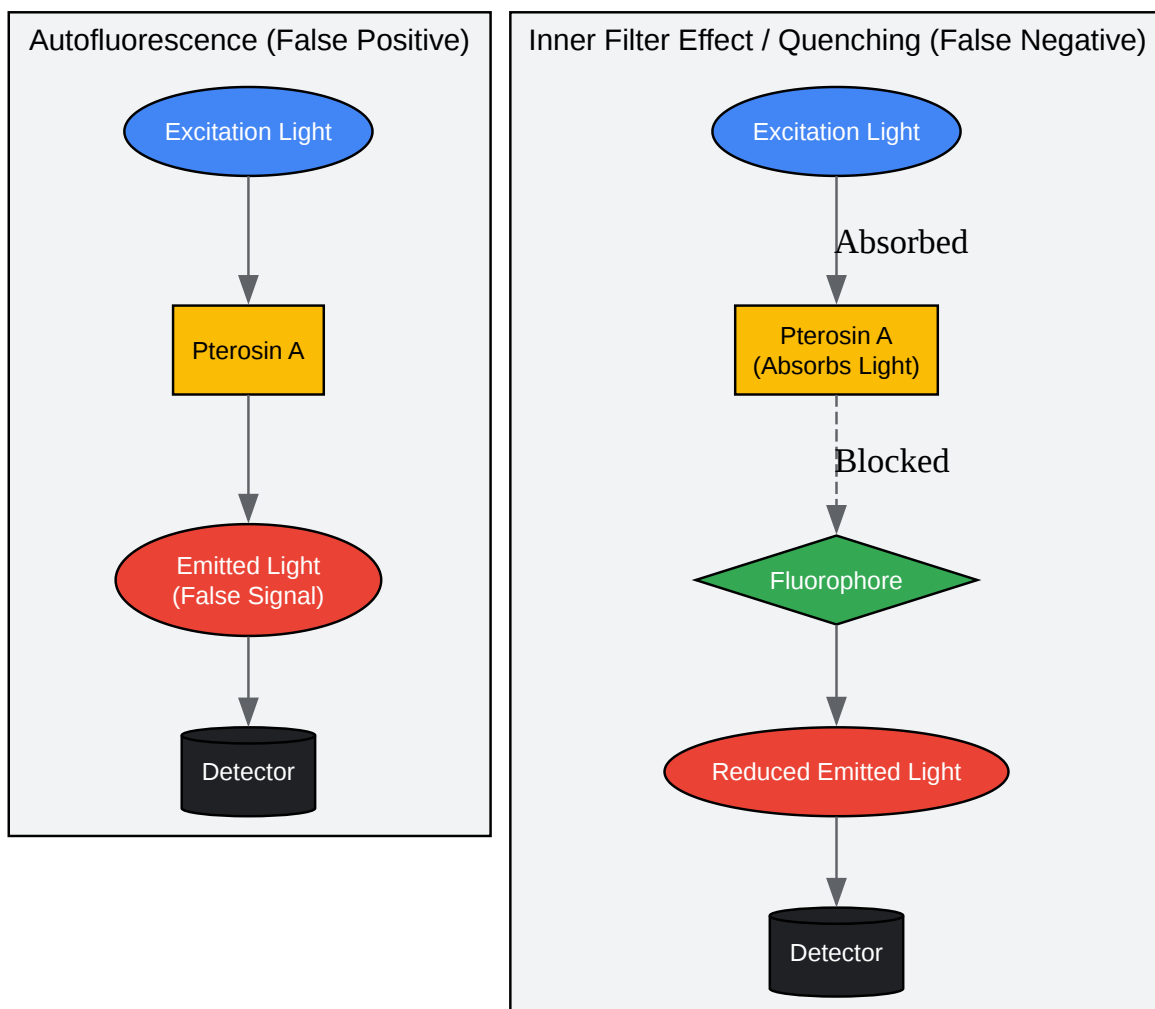 Autofluorescence (False Positive)
Excitation Light
Pterosin A
Emitted Light
(False Signal)
Detector
Inner Filter Effect / Quenching (False Negative)
Excitation Light
Absorbed
Pterosin A
(Absorbs Light)
Blocked
Fluorophore
Reduced Emitted Light
Detector